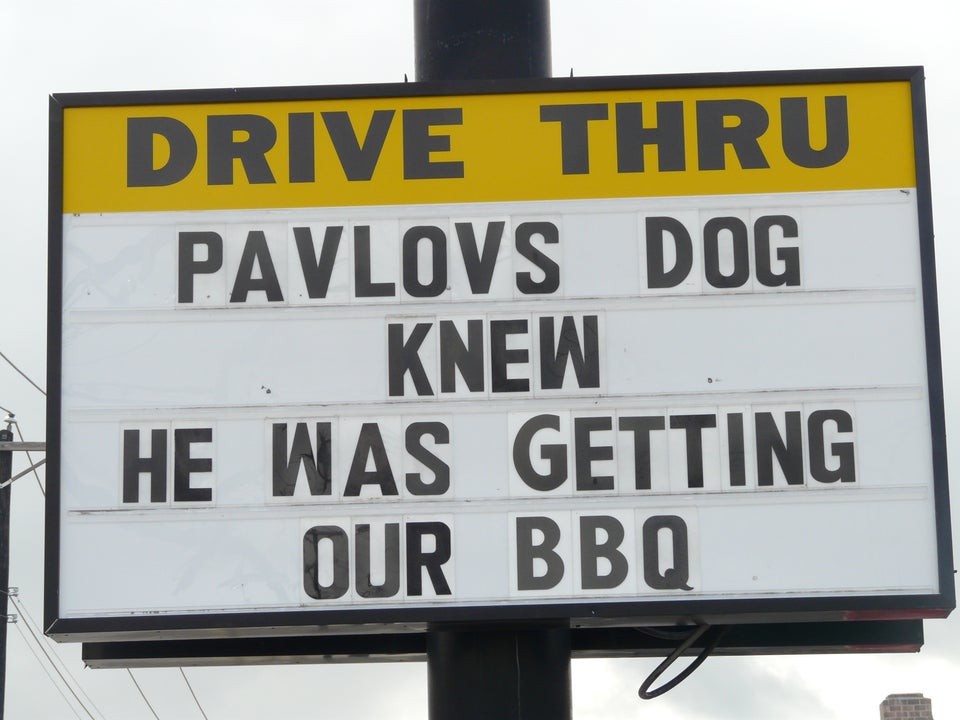 DRIVE THRU
PAVLOVS DOG
KNEW
HE WAS GETTING
OUR BBQ